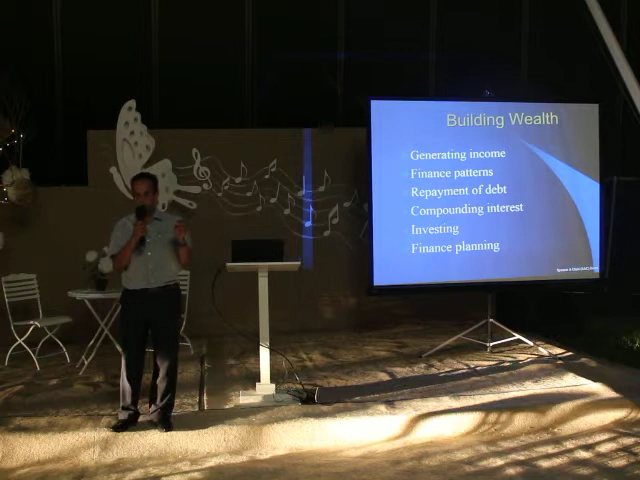 Building Wealth
Generating income
Finance patterns
Repayment of debt
Compounding interest
Investing
Finance planning